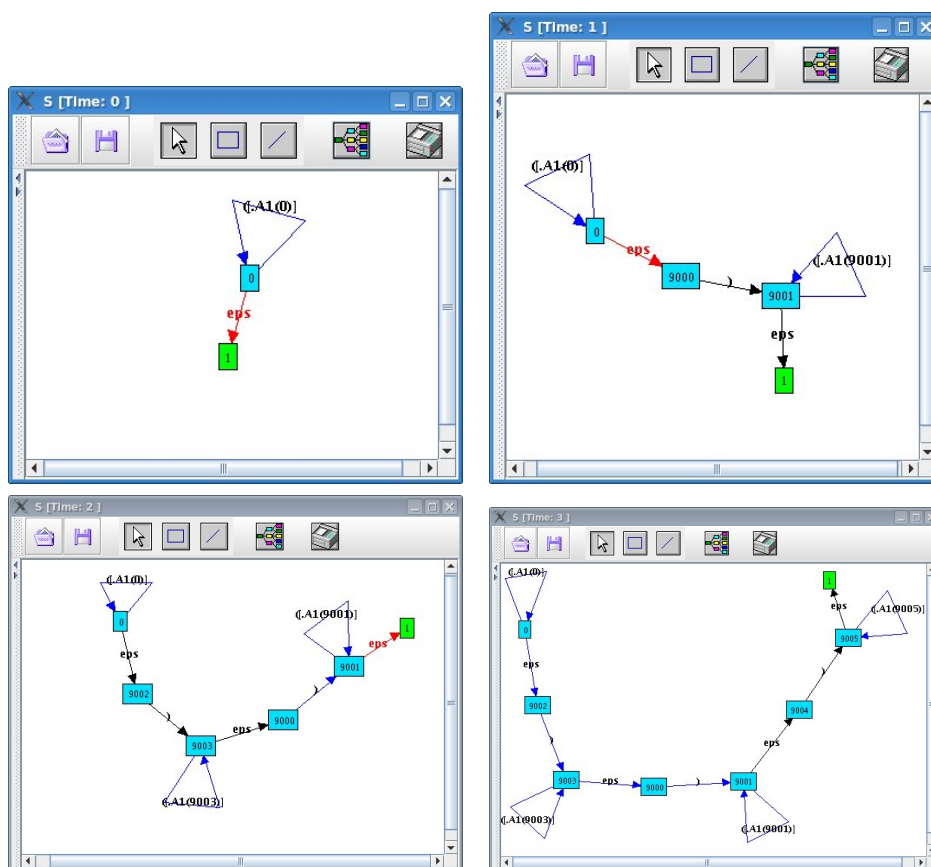 S [Time: 0 ]
([.A1(0)]
0
eps
1
S [Time: 1 ]
([.A1(0)]
0
eps
9000
)
([.A1(9001)]
9001
eps
1
S [Time: 2 ]
([.A1(0)]
0
eps
9002
)
9003
([.A1(9003)]
eps
9000
)
([.A1(9001)]
9001
eps
1
S [Time: 3 ]
([.A1(0)]
0
eps
9002
)
9003
([.A1(9003)]
eps
9000
)
9001
([.A1(9001)]
eps
9004
)
9005
([.A1(9005)]
eps
1